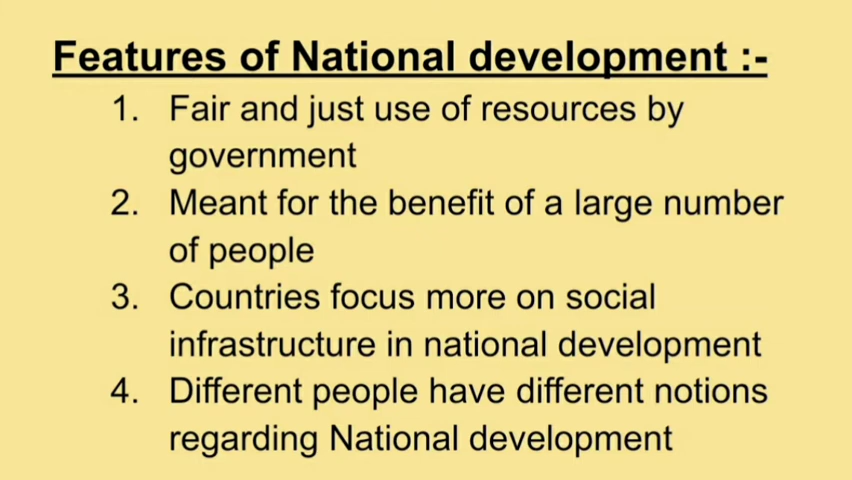 Features of National development :-
1. Fair and just use of resources by
government
2. Meant for the benefit of a large number
of people
3. Countries focus more on social
infrastructure in national development
4. Different people have different notions
regarding National development